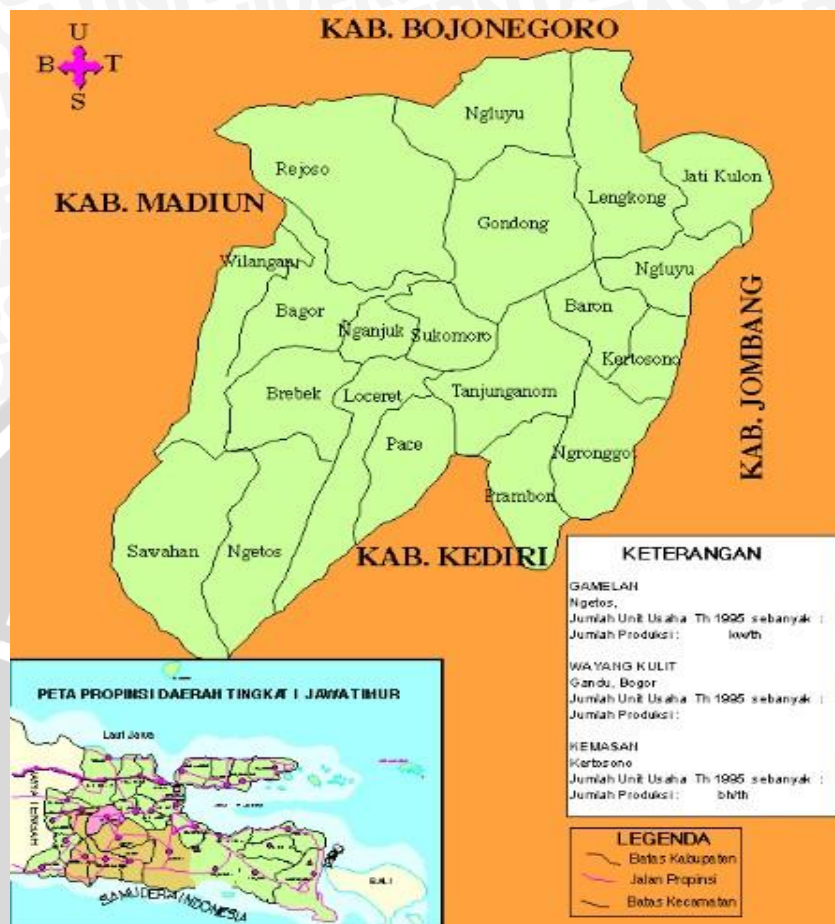 KAB. BOJONEGORO
U
B T
S
Ngluyu
Rejoso
Jati Kulon
Lengkong
KAB. MADIUN
Gondong
Wilangan
Ngluyu
Bagor
Baron
Nganjuk
Sukomoro
Kertosono
KAB. JOMBANG
Brebek
Loceret
Tanjunganom
Pace
Ngronggot
Prambon
Sawahan
Ngetos
KAB. KEDIRI
KETERANGAN
GAMELAN
Ngetos,
Jumlah Unit Usaha Th 1995 sebanyak :
Jumlah Produksi : kw/th
WAYANG KULIT
Gandu, Bogor
Jumlah Unit Usaha Th 1995 sebanyak :
Jumlah Produksi :
KEMASAN
Kertosono
Jumlah Unit Usaha Th 1995 sebanyak :
Jumlah Produksi : bh/th
PETA PROPINSI DAERAH TINGKAT I JAWA TIMUR
Laut Jawa
JAWA TENGAH
BALI
SAMUDERA INDONESIA
LEGENDA
Batas Kabupaten
Jalan Propinsi
Batas Kecamatan